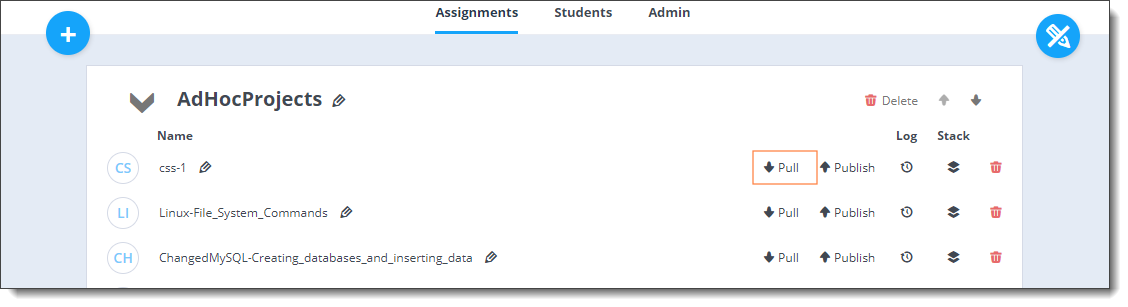 Assignments Students Admin
+
AdHocProjects Delete
Name Log Stack
CS css-1 Pull Publish
LI Linux-File_System_Commands Pull Publish
CH ChangedMySQL-Creating_databases_and_inserting_data Pull Publish